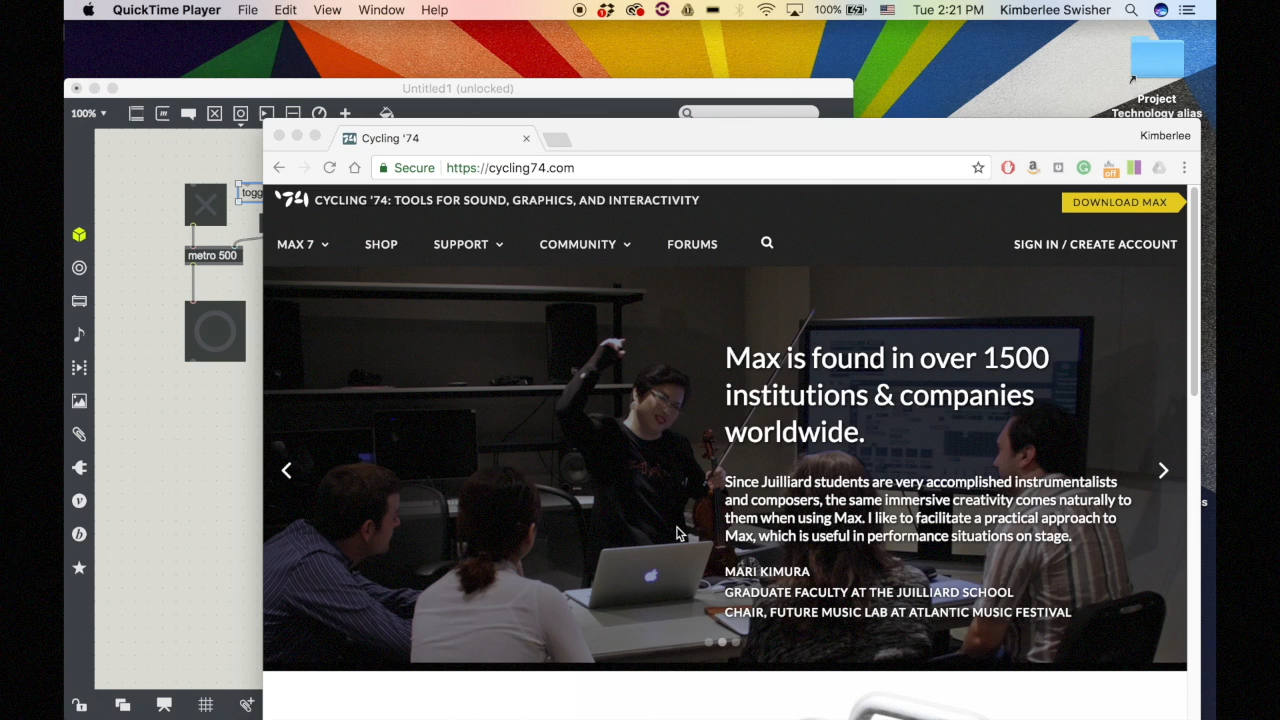 QuickTime Player File Edit View Window Help 100% Tue 2:21 PM Kimberlee Swisher
Project
Technology alias
Untitled1 (unlocked)
100%
Cycling '74
Kimberlee
Secure https://cycling74.com
off
togg
metro 500
'74 CYCLING '74: TOOLS FOR SOUND, GRAPHICS, AND INTERACTIVITY
DOWNLOAD MAX
MAX 7 SHOP SUPPORT COMMUNITY FORUMS SIGN IN / CREATE ACCOUNT
Max is found in over 1500
institutions & companies
worldwide.
Since Juilliard students are very accomplished instrumentalists
and composers, the same immersive creativity comes naturally to
them when using Max. I like to facilitate a practical approach to
Max, which is useful in performance situations on stage.
MARI KIMURA
GRADUATE FACULTY AT THE JUILLIARD SCHOOL
CHAIR, FUTURE MUSIC LAB AT ATLANTIC MUSIC FESTIVAL